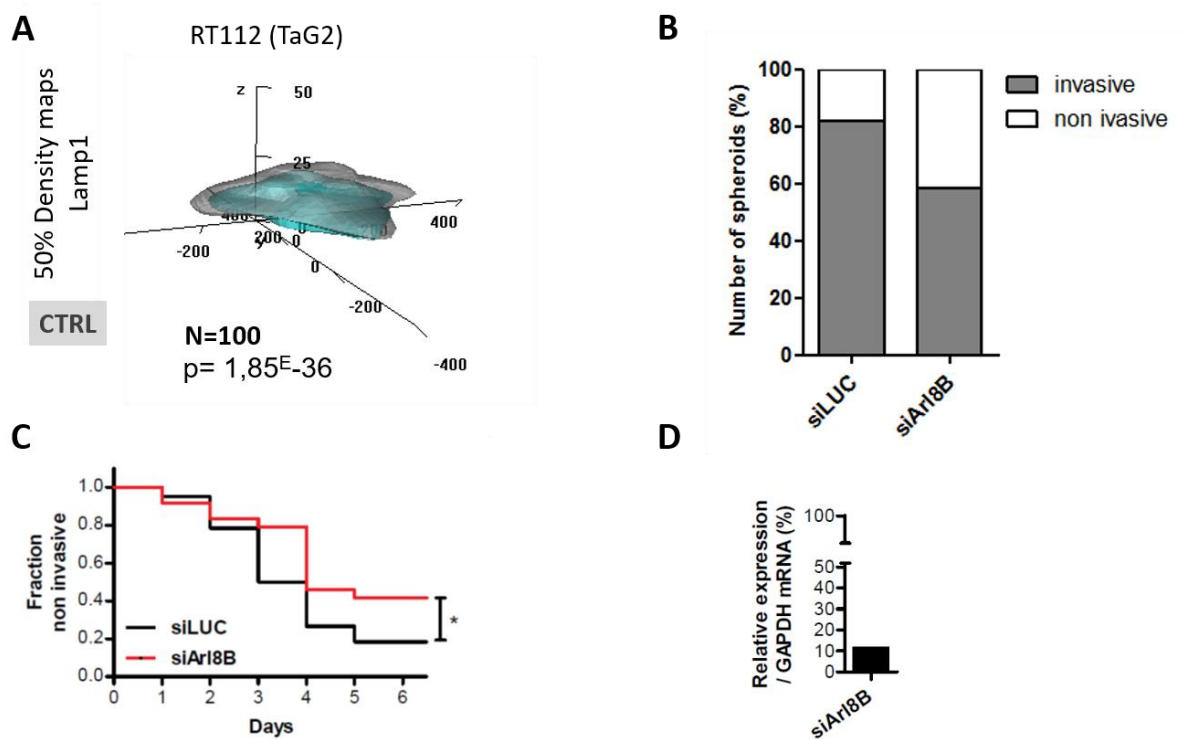 A
RT112 (TaG2)
50% Density maps
Lamp1
CTRL
z
50
25
400
-200
400
200
y
0
0
200
0
-200
-400
N=100
p= 1,85E-36
B
Number of spheroids (%)
100
80
60
40
20
0
invasive
non ivasive
siLUC
siArl8B
C
Fraction
non invasive
1.0
0.8
0.6
0.4
0.2
0.0
siLUC
siArl8B
*
0 1 2 3 4 5 6
Days
D
Relative expression
/ GAPDH mRNA (%)
100
50
40
30
20
10
0
siArl8B